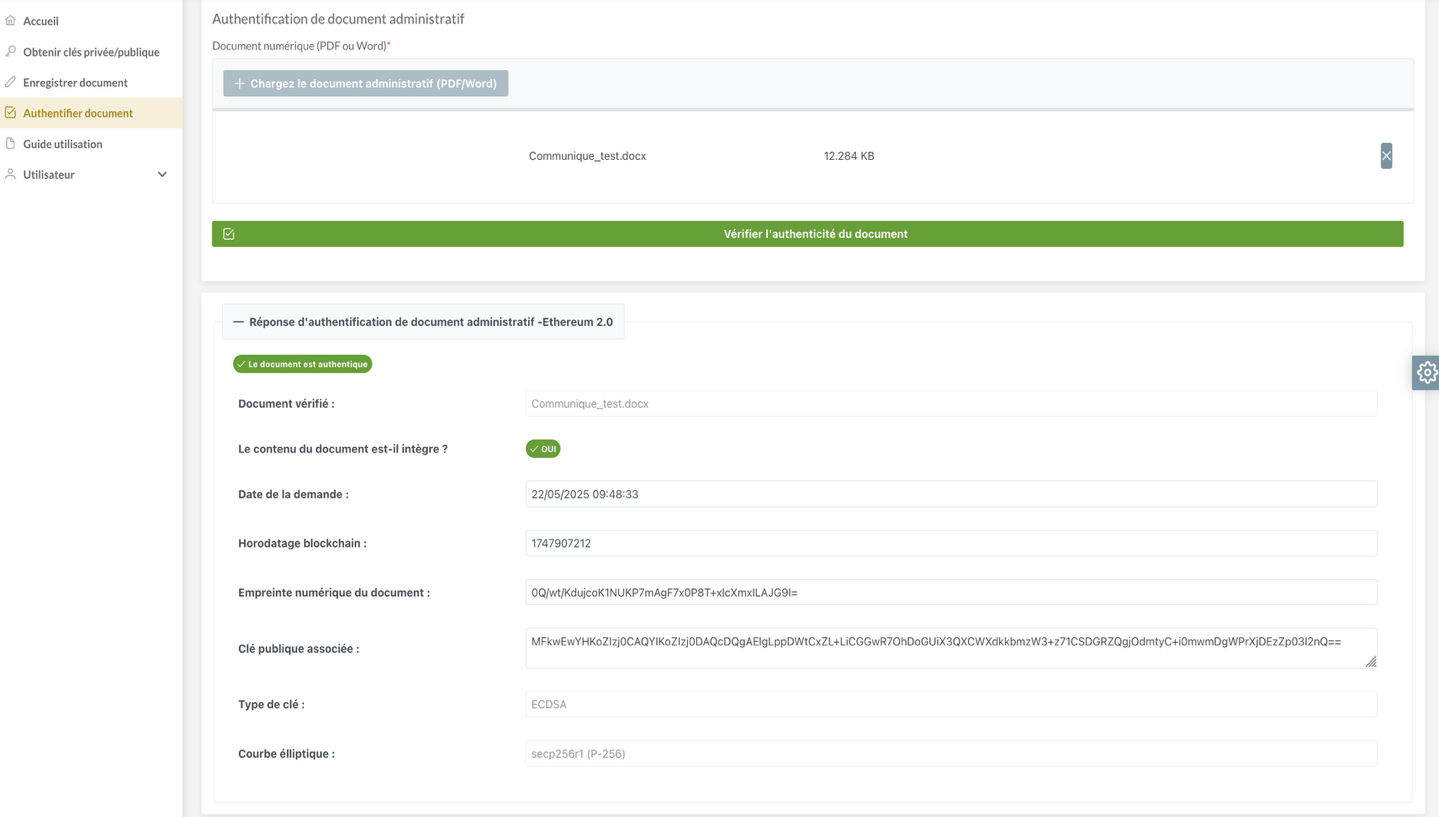 Accueil
Obtenir clés privée/publique
Enregistrer document
Authentifier document
Guide utilisation
Utilisateur
Authentification de document administratif
Document numérique (PDF ou Word)*
Chargez le document administratif (PDF/Word)
Communique_test.docx 12.284 KB
Vérifier l'authenticité du document
Réponse d'authentification de document administratif -Ethereum 2.0
Le document est authentique
Document vérifié : Communique_test.docx
Le contenu du document est-il intègre ? OUI
Date de la demande : 22/05/2025 09:48:33
Horodatage blockchain : 1747907212
Empreinte numérique du document : 0Q/wt/KdujcoK1NUKP7mAgF7x0P8T+xIcXmxILAJG9I=
Clé publique associée : MFkwEwYHKoZIzj0CAQYIKoZIzj0DAQcDQgAEIgLppDWtCxZL+LiCGGwR7OhDoGUiX3QXCWXdkkbmzW3+z71CSDGRZQgjOdmtyC+i0mwmDgWPrXjDEzZp03I2nQ==
Type de clé : ECDSA
Courbe élliptique : secp256r1 (P-256)